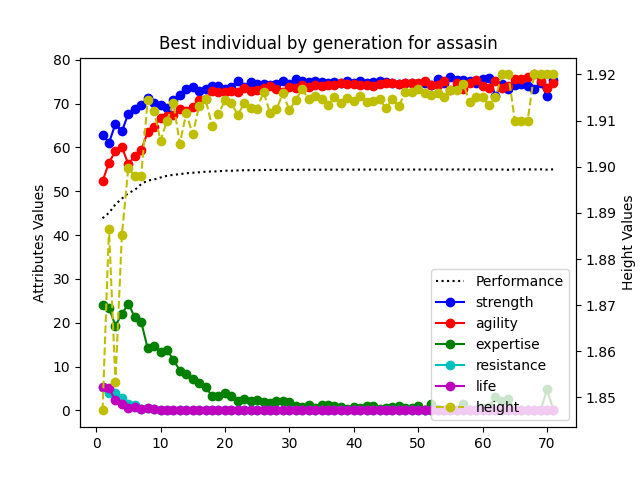 Best individual by generation for assasin
80
70
60
50
40
30
20
10
0
Attributes Values
1.92
1.91
1.90
1.89
1.88
1.87
1.86
1.85
Height Values
0
10
20
30
40
50
60
70
Performance
strength
agility
expertise
resistance
life
height